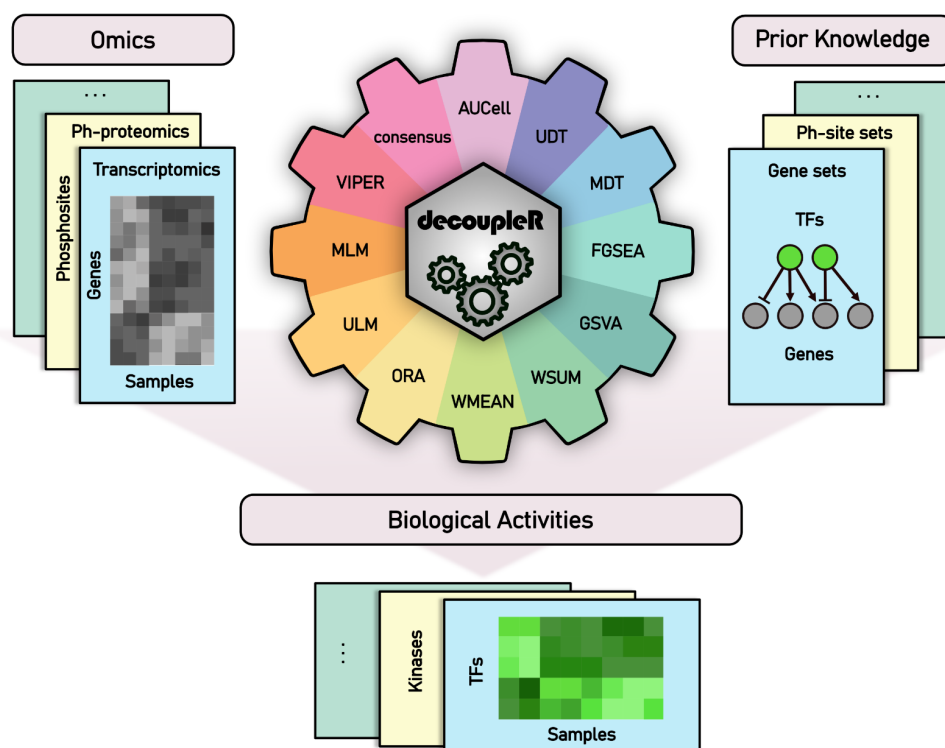 Omics
...
Ph-proteomics
Phosphosites
Transcriptomics
Genes
Samples
AUCell
UDT
MDT
FGSEA
GSVA
WSUM
WMEAN
ORA
ULM
MLM
VIPER
consensus
decoupleR
Prior Knowledge
...
Ph-site sets
Gene sets
TFs
Genes
Biological Activities
...
Kinases
TFs
Samples